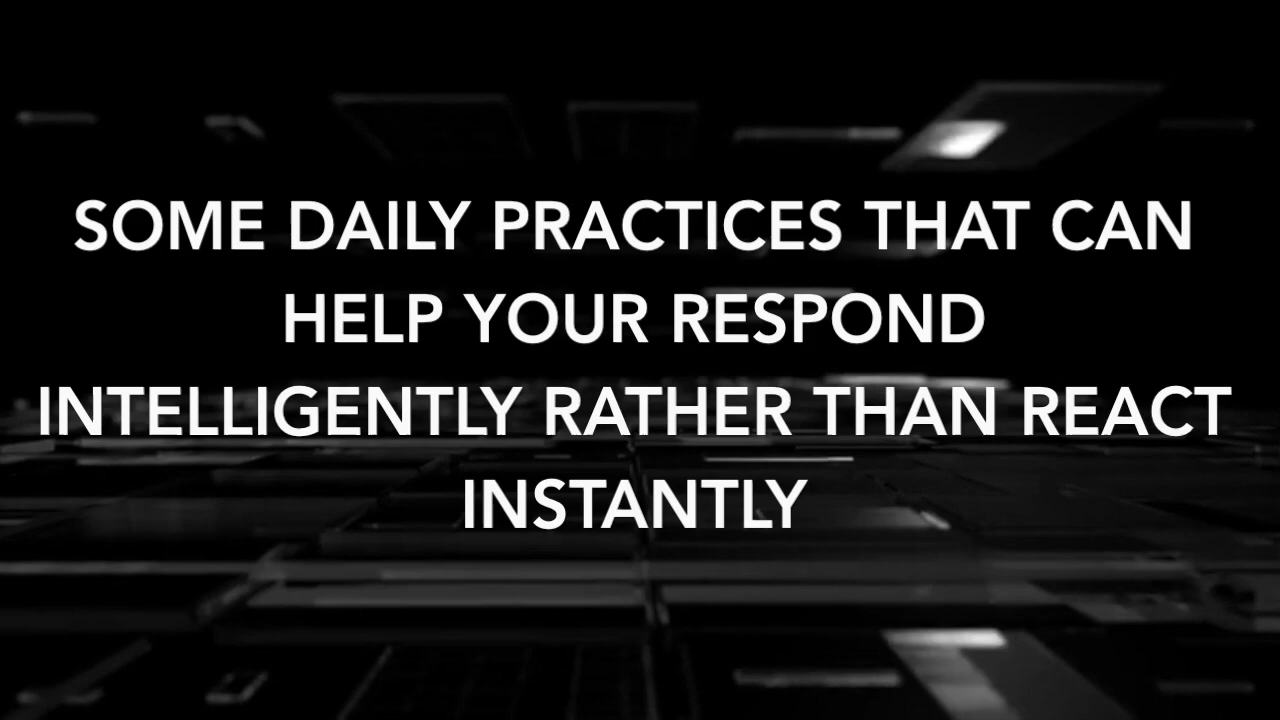 SOME DAILY PRACTICES THAT CAN
HELP YOUR RESPOND
INTELLIGENTLY RATHER THAN REACT
INSTANTLY